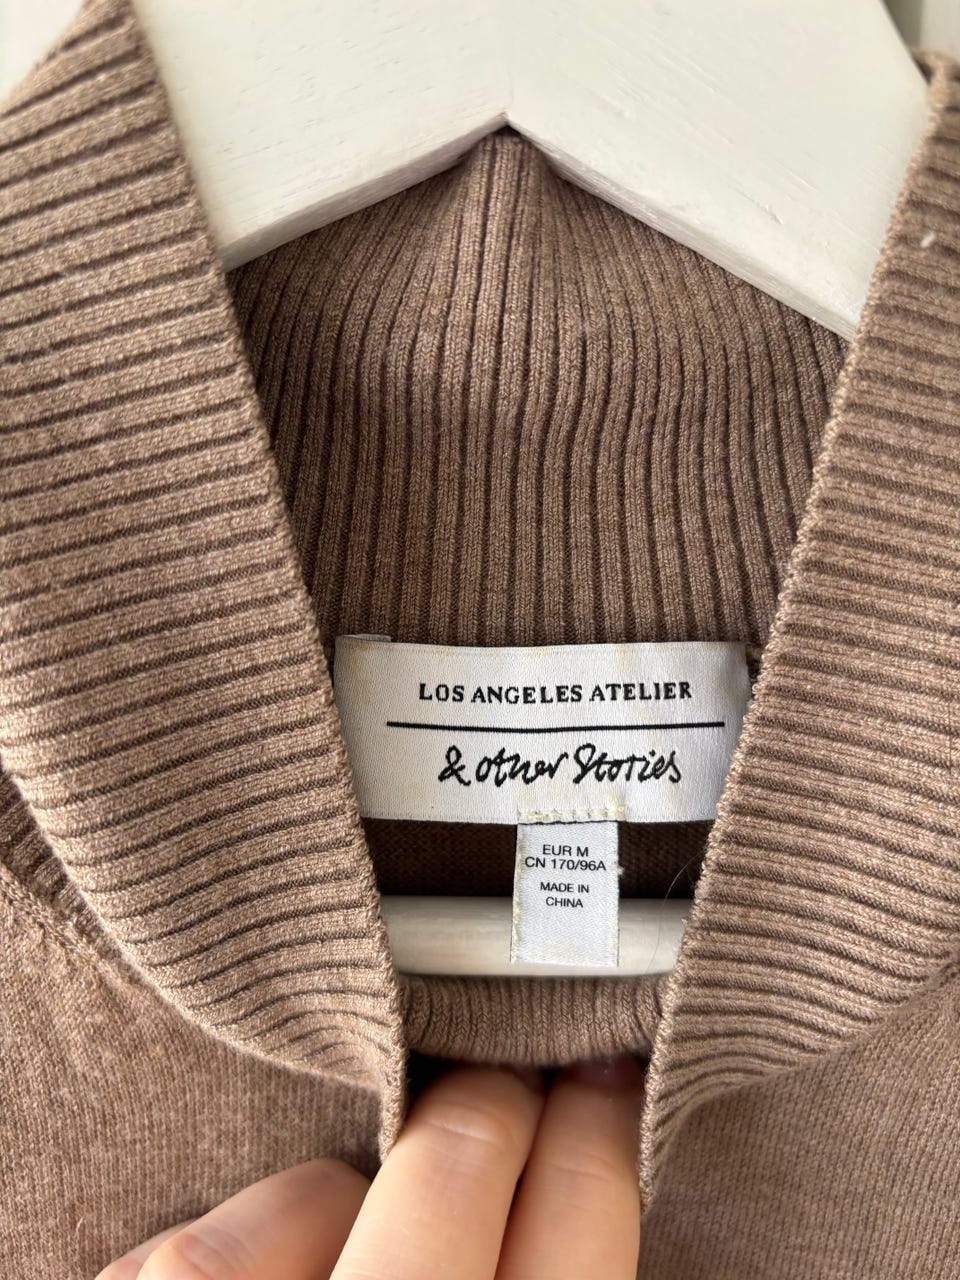 LOS ANGELES ATELIER
& other Stories
EUR M
CN 170/96A
MADE IN
CHINA